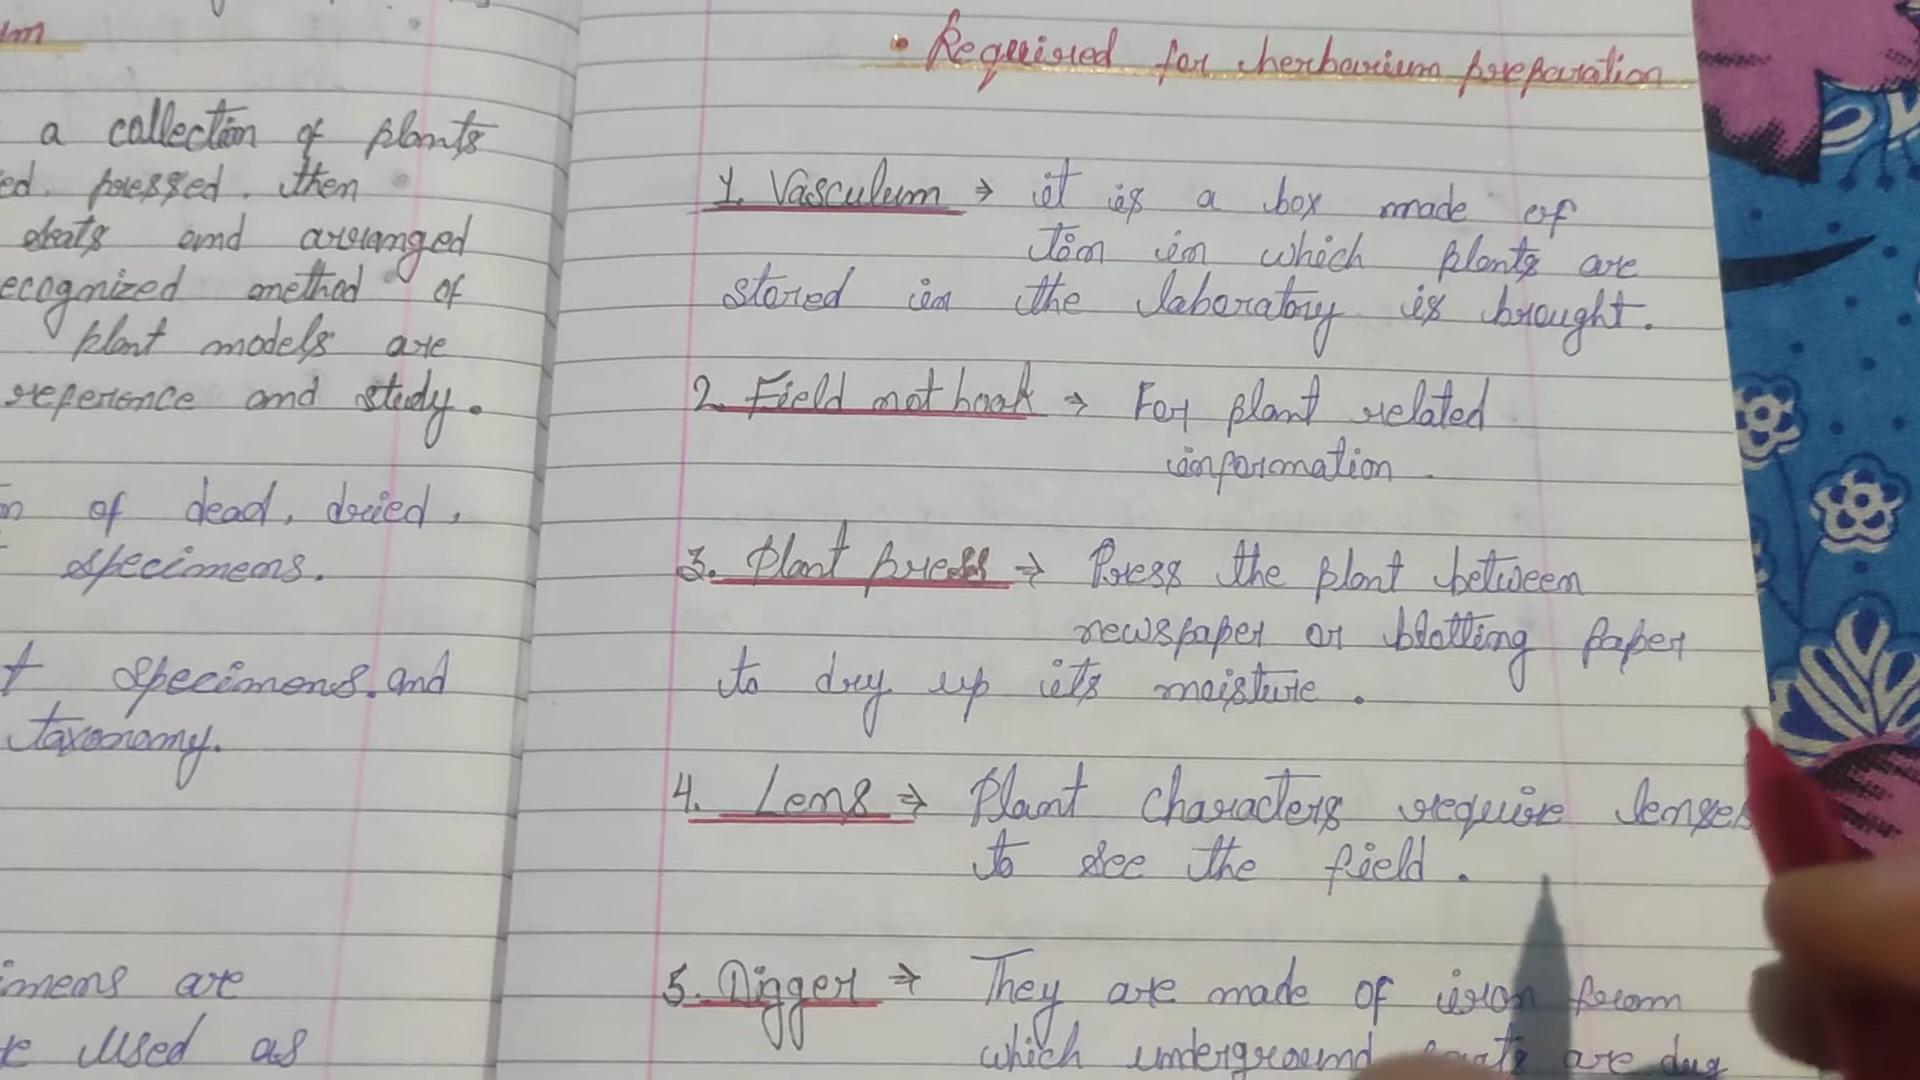 um
a collection of plants
ed. pressed. then
and arranged
ecognized method of
plant models are
reference and study.
n of dead, dried,
specimens.
t specimens. and
taxonomy.
imens are
e used as
• Required for herbarium preparation
1. Vasculum → it is a box made of
in which plants are
stored in the laboratory is brought.
2. Field not book → For plant related
information.
3. Plant press → Press the plant between
newspaper or blotting paper
to dry up its moisture.
4. Lens → Plant characters require lenses
to see the field.
5. Digger → They are made of iron from
which underground are dug